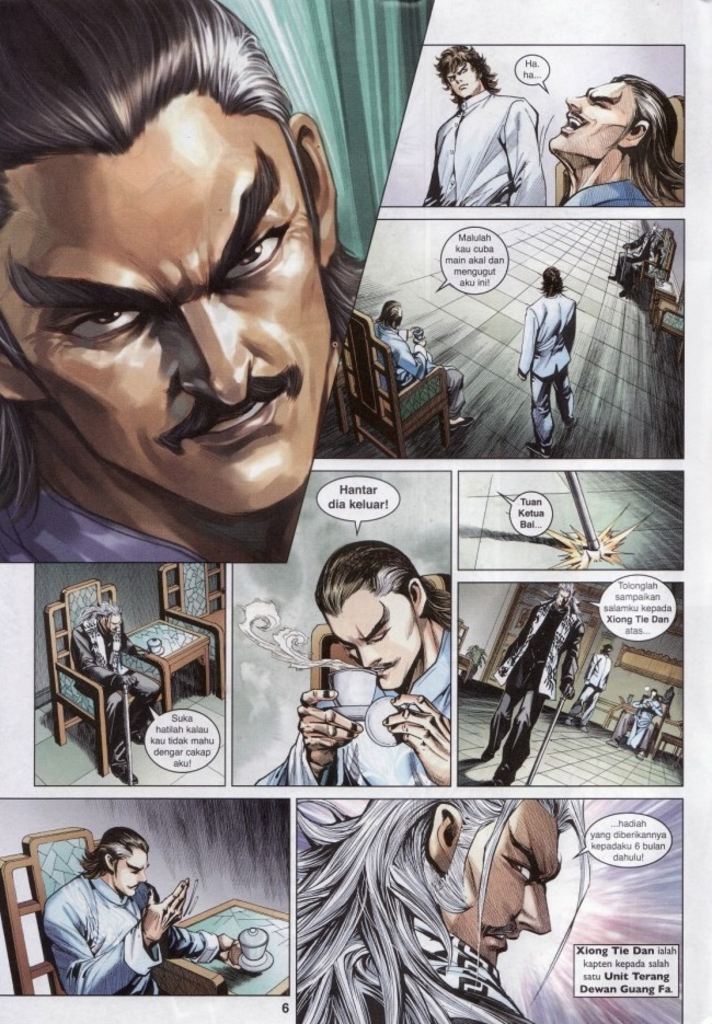 Ha.
ha...
Malulah
kau cuba
main akal dan
mengugut
aku ini!
Hantar
dia keluar!
Tuan
Ketua
Bai...
Suka
hatilah kalau
kau tidak mahu
dengar cakap
aku!
Tolonglah
sampaikan
salamku kepada
Xiong Tie Dan
atas...
...hadiah
yang diberikannya
kepadaku 6 bulan
dahulu!
Xiong Tie Dan ialah
kapten kepada salah
satu Unit Terang
Dewan Guang Fa.
6